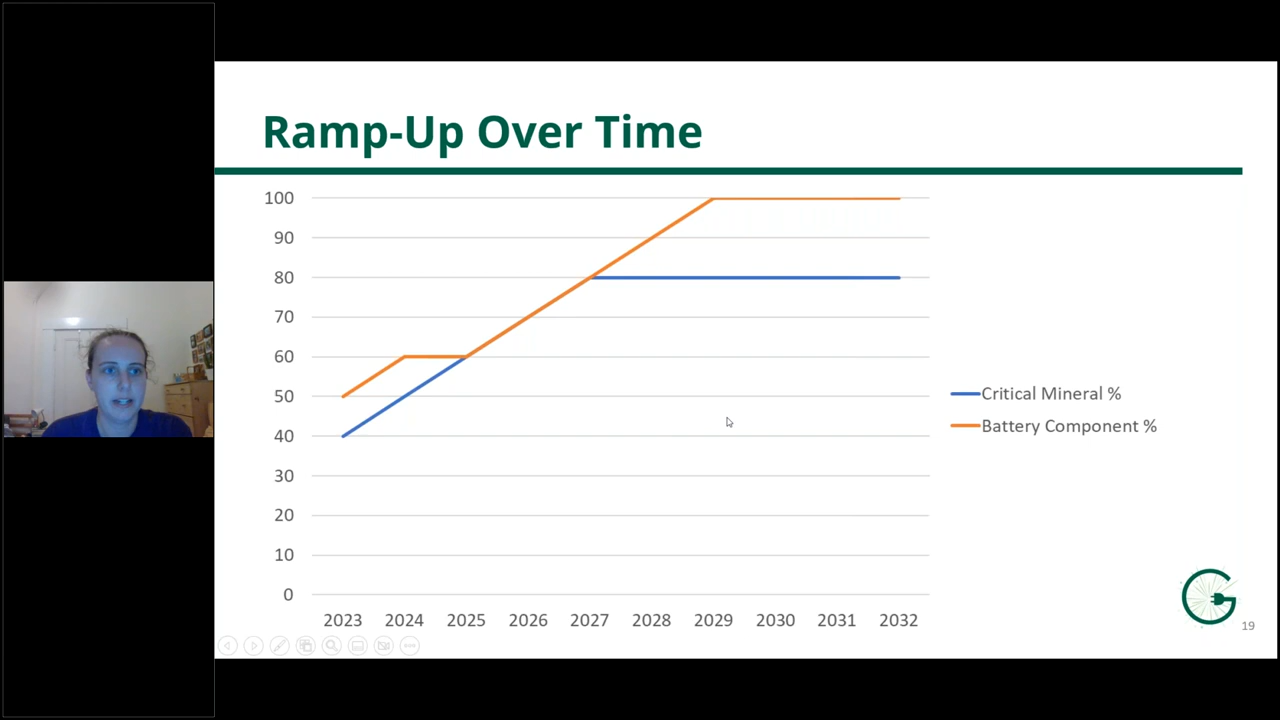 Ramp-Up Over Time
100
90
80
70
60
50
40
30
20
10
0
2023 2024 2025 2026 2027 2028 2029 2030 2031 2032
Critical Mineral %
Battery Component %
G
19